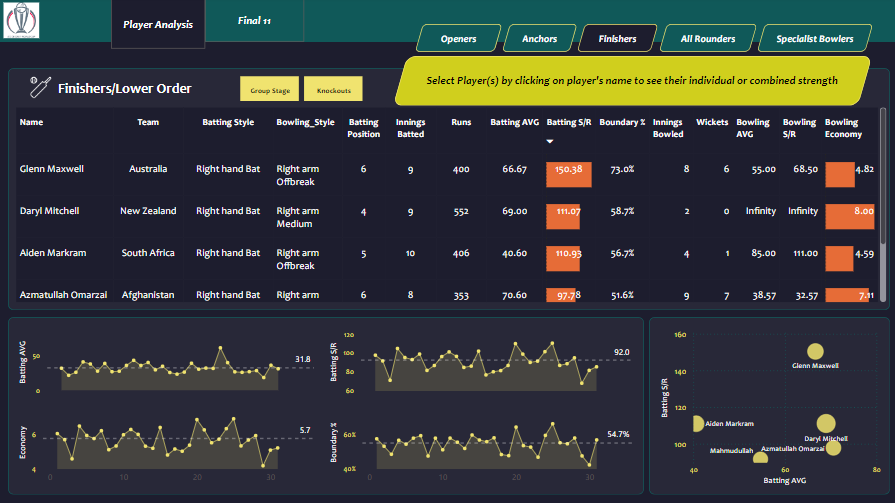 Player Analysis
Final 11
Openers
Anchors
Finishers
All Rounders
Specialist Bowlers
Select Player(s) by clicking on player's name to see their individual or combined strength
Finishers/Lower Order
Group Stage
Knockouts
Name Team Batting Style Bowling_Style Batting Position Innings Batted Runs Batting AVG Batting S/R Boundary % Innings Bowled Wickets Bowling AVG Bowling S/R Bowling Economy
Glenn Maxwell Australia Right hand Bat Right arm Offbreak 6 9 400 66.67 150.38 73.0% 8 6 55.00 68.50 4.82
Daryl Mitchell New Zealand Right hand Bat Right arm Medium 4 9 552 69.00 111.07 58.7% 2 0 Infinity Infinity 8.00
Aiden Markram South Africa Right hand Bat Right arm Offbreak 5 10 406 40.60 110.93 56.7% 4 1 85.00 111.00 4.59
Azmatullah Omarzai Afghanistan Right hand Bat Right arm 6 8 353 70.60 97.78 51.6% 9 7 38.57 32.57 7.11
Batting AVG
50
0
31.8
Economy
6
4
5.7
0 10 20 30
Batting S/R
120
100
80
60
92.0
Boundary %
60%
40%
54.7%
0 10 20 30
Batting S/R
160
140
120
100
Glenn Maxwell
Aiden Markram
Daryl Mitchell
Mahmudullah
Azmatullah Omarzai
40 60 80
Batting AVG